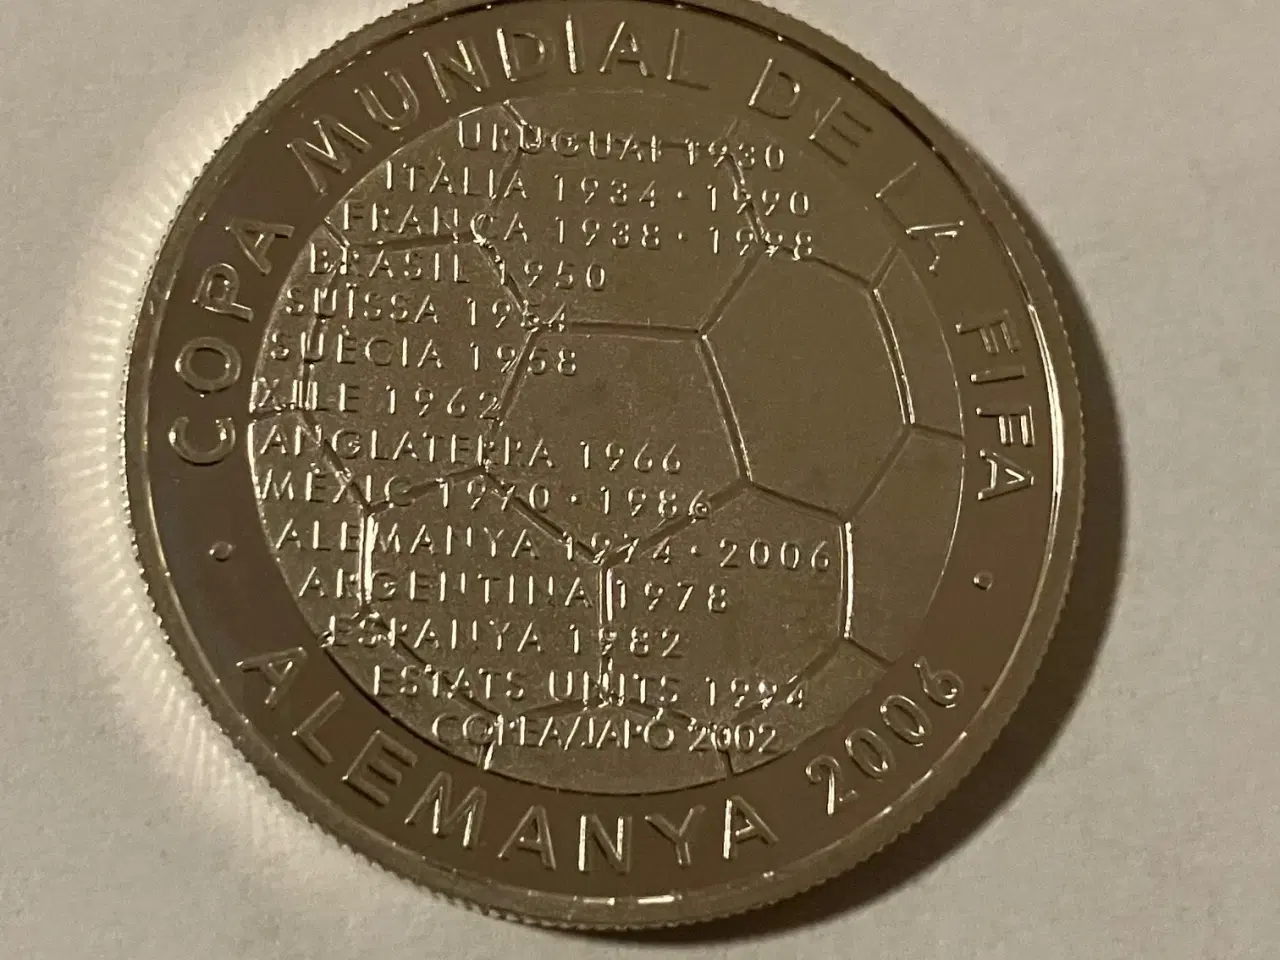 COPA MUNDIAL DE LA FIFA
URUGUAI 1930
ITÀLIA 1934 · 1990
FRANÇA 1938 · 1998
BRASIL 1950
SUÏSSA 1954
SUÈCIA 1958
XILE 1962
ANGLATERRA 1966
MÈXIC 1970 · 1986
ALEMANYA 1974 · 2006
ARGENTINA 1978
ESPANYA 1982
ESTATS UNITS 1994
COREA/JAPÓ 2002
· ALEMANYA 2006 ·